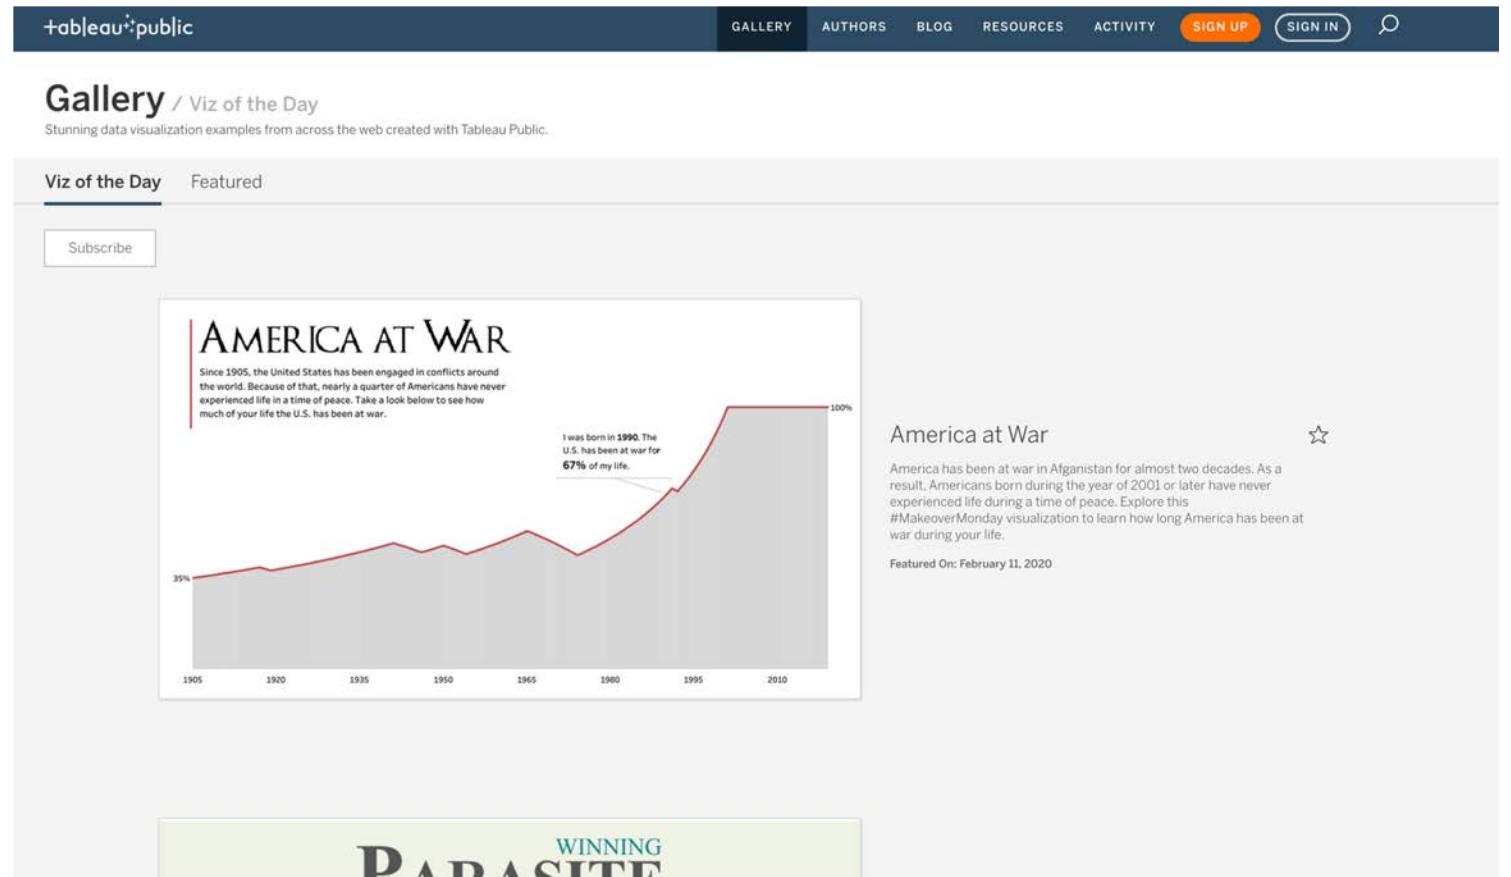 +ableau public
GALLERY AUTHORS BLOG RESOURCES ACTIVITY SIGN UP SIGN IN
Gallery / Viz of the Day
Stunning data visualization examples from across the web created with Tableau Public.
Viz of the Day Featured
Subscribe
AMERICA AT WAR
Since 1905, the United States has been engaged in conflicts around
the world. Because of that, nearly a quarter of Americans have never
experienced life in a time of peace. Take a look below to see how
much of your life the U.S. has been at war.
100%
I was born in 1990. The
U.S. has been at war for
67% of my life.
35%
1905 1920 1935 1950 1965 1980 1995 2010
America at War
America has been at war in Afganistan for almost two decades. As a
result, Americans born during the year of 2001 or later have never
experienced life during a time of peace. Explore this
#MakeoverMonday visualization to learn how long America has been at
war during your life.
Featured On: February 11, 2020
WINNING
PARASITE